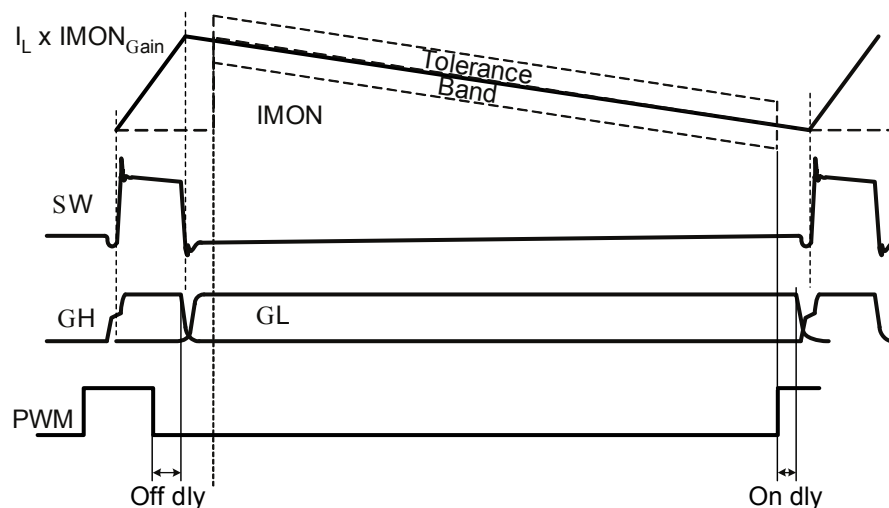 I_L x IMON_Gain
Tolerance
Band
IMON
SW
GH
GL
PWM
Off dly
On dly